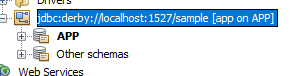 Drivers
jdbc:derby://localhost:1527/sample [app on APP]
APP
Other schemas
Web Services